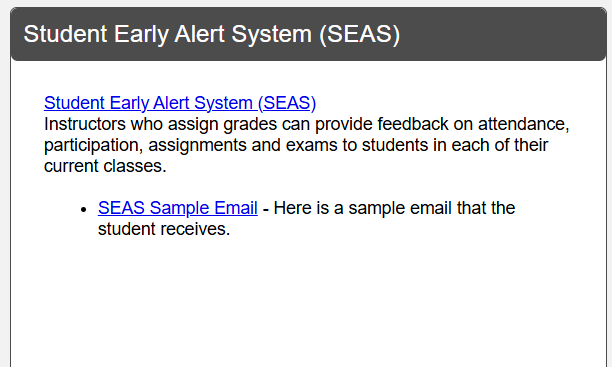 Student Early Alert System (SEAS)
Student Early Alert System (SEAS)
Instructors who assign grades can provide feedback on attendance,
participation, assignments and exams to students in each of their
current classes.
• SEAS Sample Email - Here is a sample email that the
student receives.